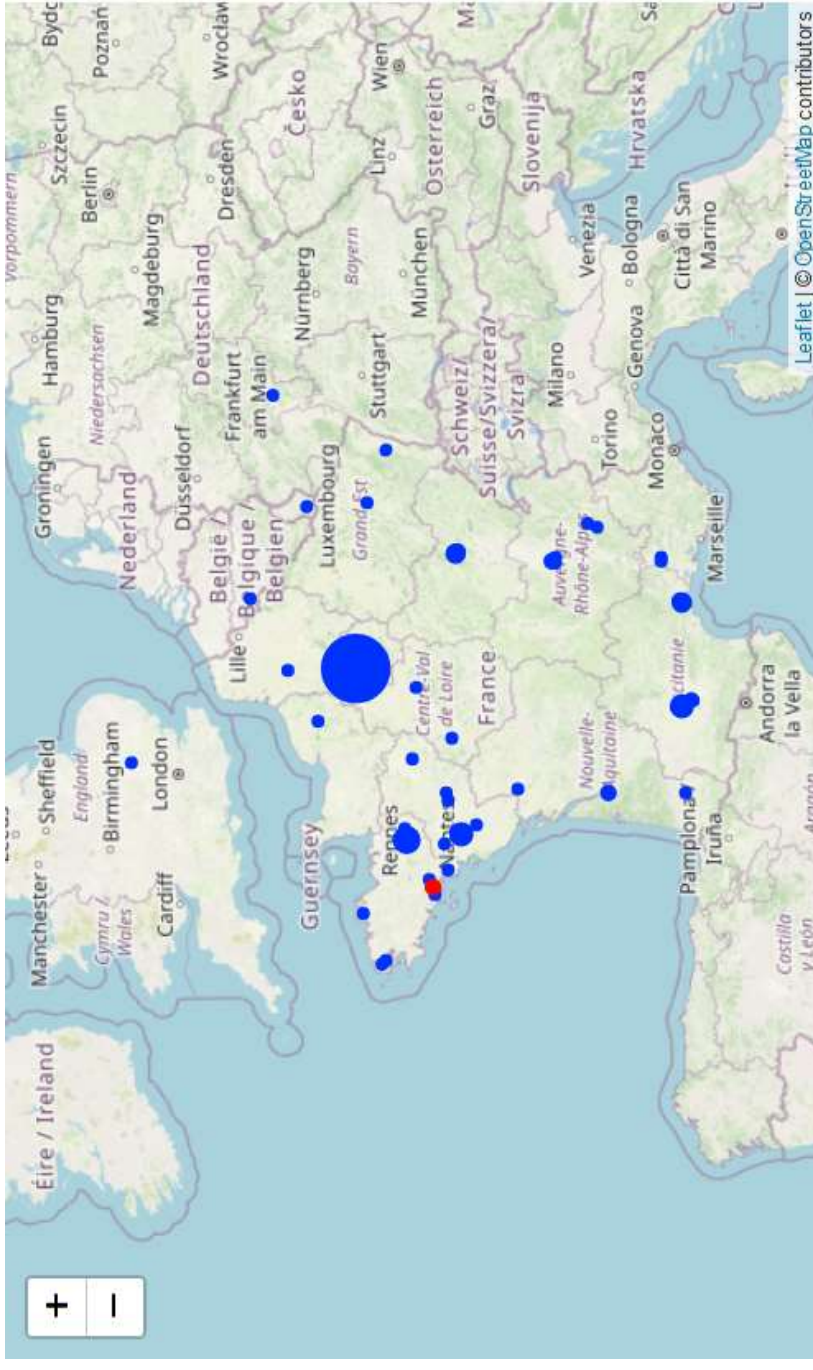 +
−
Éire / Ireland
Manchester
Sheffield
Groningen
Hamburg
Vorpommern
Szczecin
Bydg
Poznań
England
Birmingham
Cymru /
Wales
Cardiff
London
Nederland
Niedersachsen
Berlin
Magdeburg
Düsseldorf
Deutschland
Dresden
Wrocław
Lille
België /
Belgique /
Belgien
Frankfurt
am Main
Česko
Guernsey
Luxembourg
Nürnberg
Grand Est
Bayern
Stuttgart
Linz
Wien
Rennes
München
Österreich
Centre-Val
de Loire
Nantes
Schweiz/
Suisse/Svizzera/
Svizra
Graz
France
Slovenija
Auvergne-
Rhône-Alpes
Milano
Venezia
Nouvelle-
Aquitaine
Torino
Genova
Bologna
Hrvatska
Monaco
Città di San
Marino
Marseille
Pamplona
Iruña
Andorra
la Vella
Castilla
y León
Aragón
Leaflet | © OpenStreetMap contributors